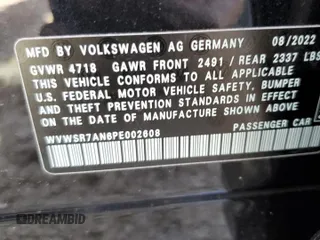 MFD BY VOLKSWAGEN AG GERMANY 08/2022
GVWR 4718 GAWR FRONT 2491 / REAR 2337 LBS
THIS VEHICLE CONFORMS TO ALL APPLICABLE
U.S. FEDERAL MOTOR VEHICLE SAFETY, BUMPER
AND THEFT PREVENTION STANDARDS IN EFFECT
ON THE DATE OF MANUFACTURE SHOWN ABOVE
WVWSR7AN6PE002608 PASSENGER CAR
© AMERIDBID